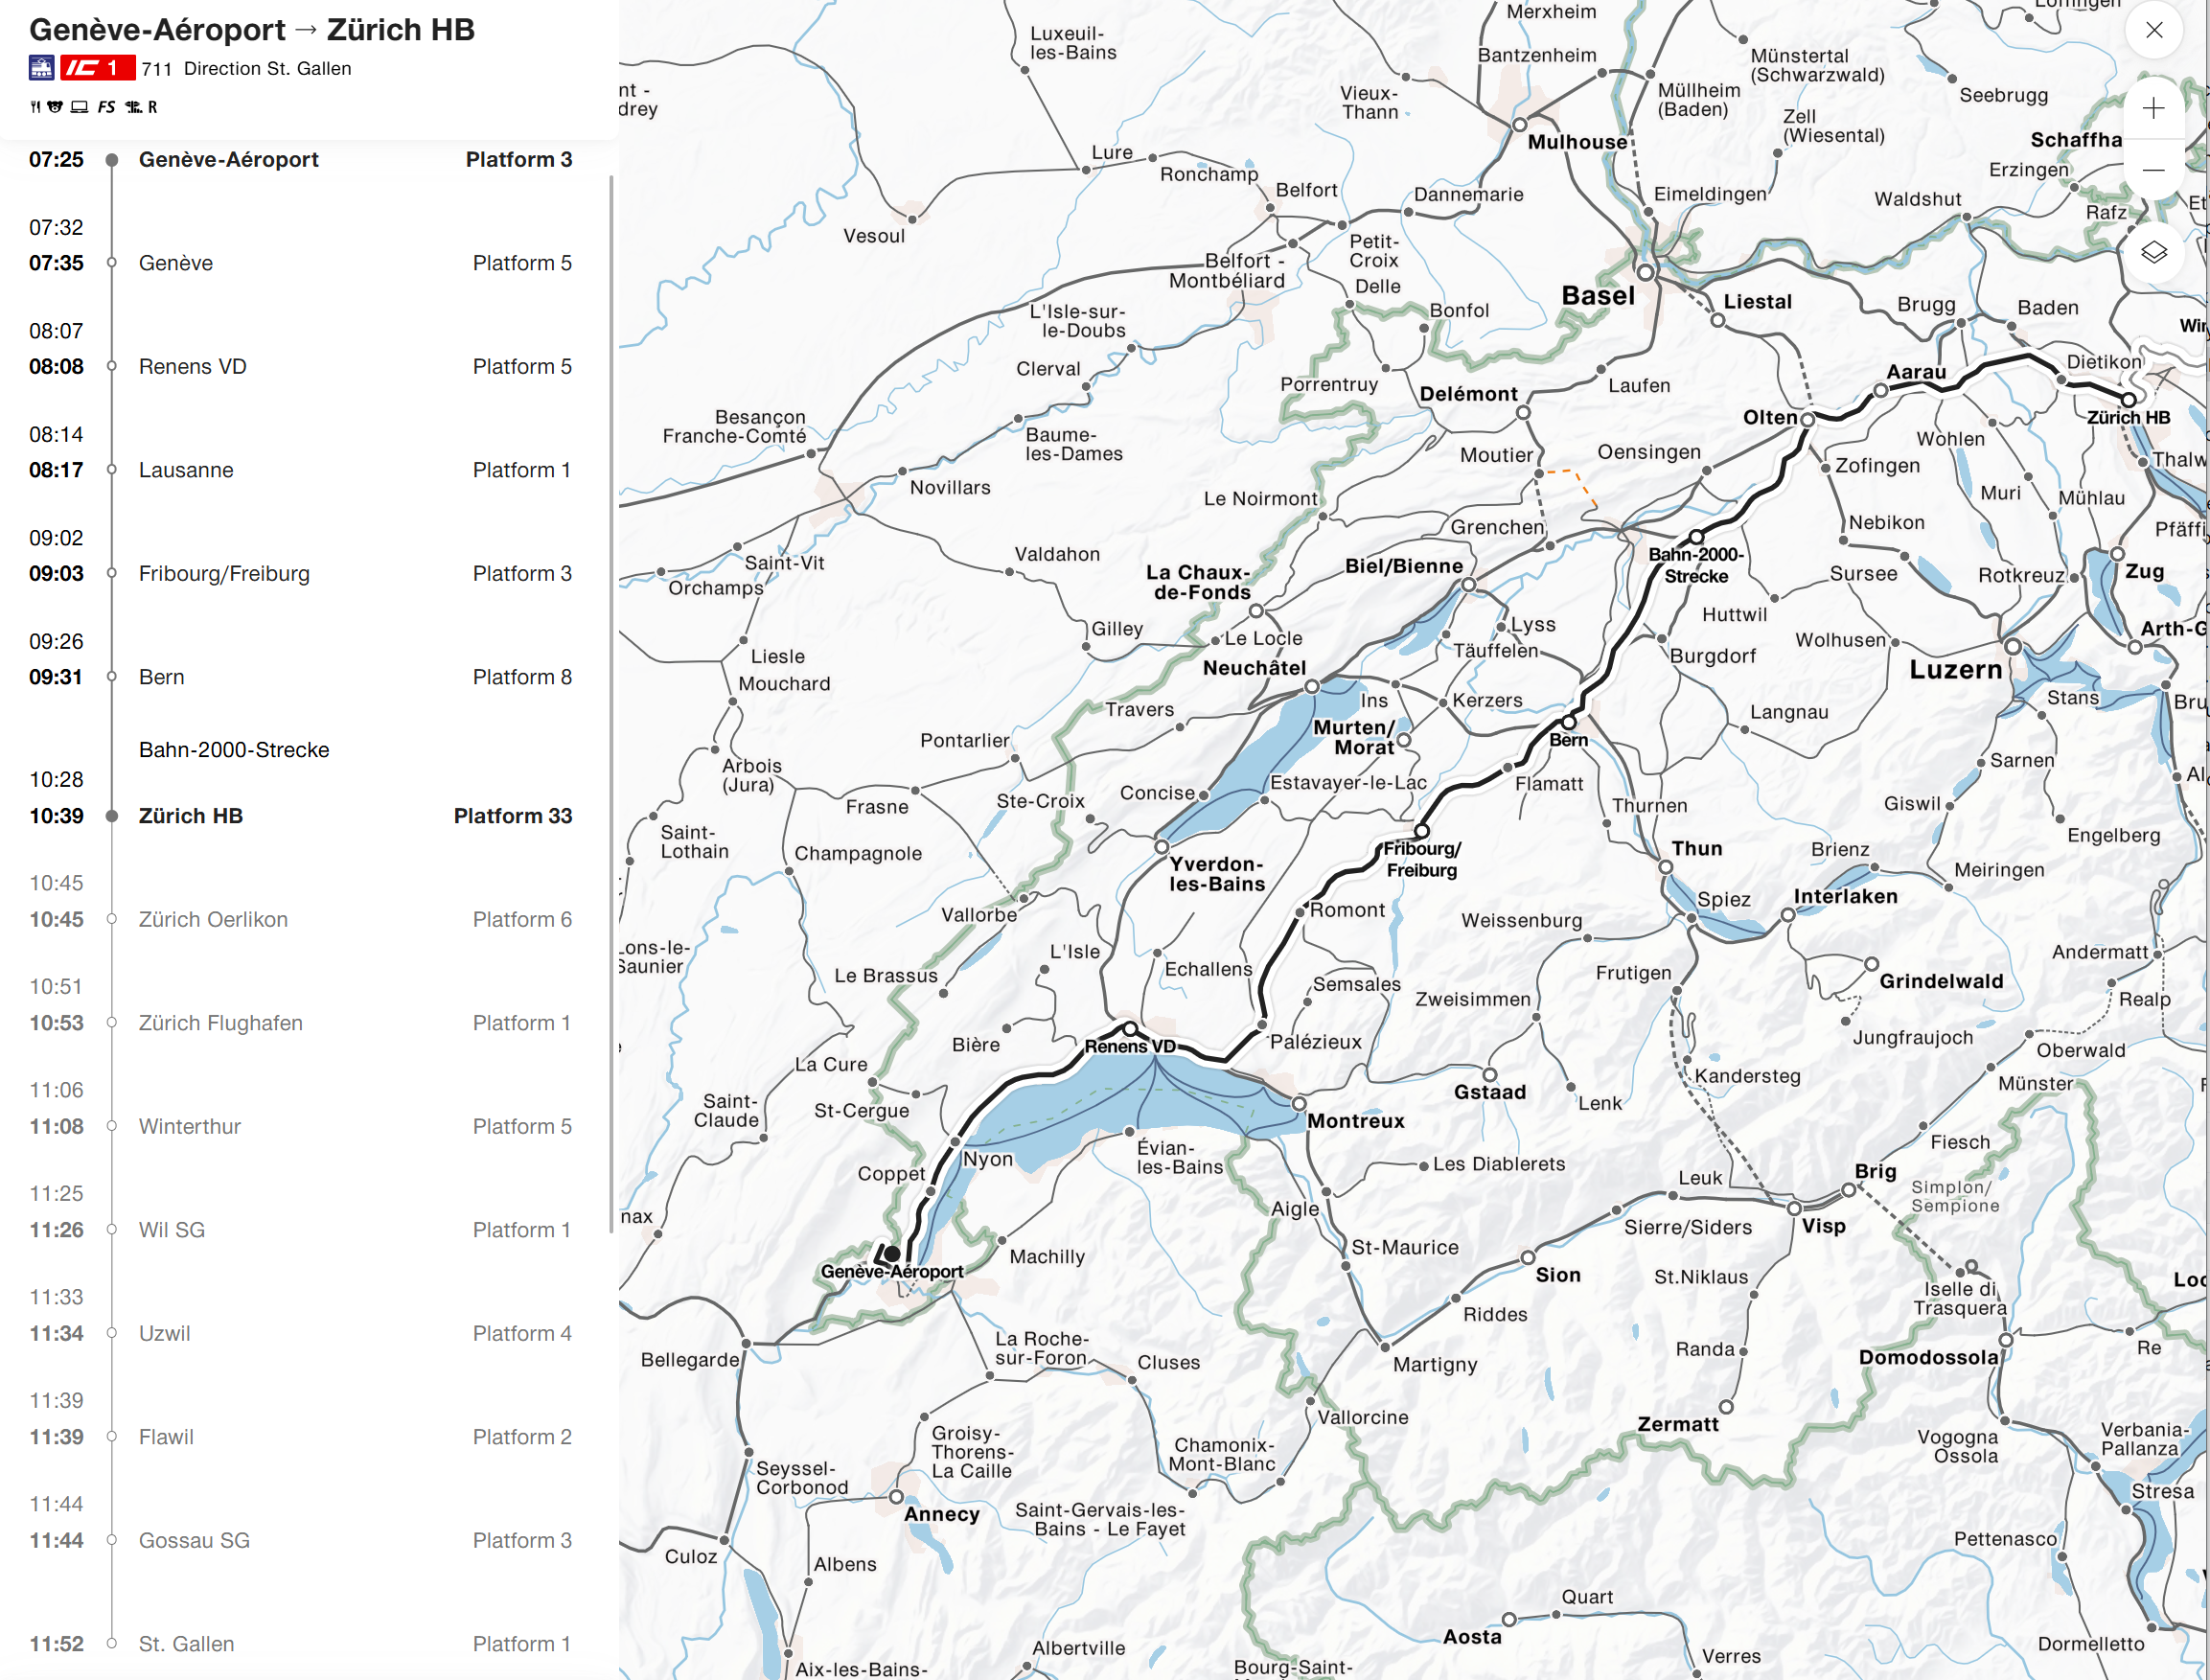 Genève-Aéroport → Zürich HB
IC 1 711 Direction St. Gallen
FS R
07:25 Genève-Aéroport Platform 3
07:32
07:35 Genève Platform 5
08:07
08:08 Renens VD Platform 5
08:14
08:17 Lausanne Platform 1
09:02
09:03 Fribourg/Freiburg Platform 3
09:26
09:31 Bern Platform 8
Bahn-2000-Strecke
10:28
10:39 Zürich HB Platform 33
10:45
10:45 Zürich Oerlikon Platform 6
10:51
10:53 Zürich Flughafen Platform 1
11:06
11:08 Winterthur Platform 5
11:25
11:26 Wil SG Platform 1
11:33
11:34 Uzwil Platform 4
11:39
11:39 Flawil Platform 2
11:44
11:44 Gossau SG Platform 3
11:52 St. Gallen Platform 1
Merxheim
Luxeuil-
les-Bains
Bantzenheim
Münstertal
(Schwarzwald)
nt -
drey
Vieux-
Thann
Müllheim
(Baden)
Seebrugg
Zell
(Wiesental)
Mulhouse
Schaffha
Lure
Ronchamp
Erzingen
Belfort
Dannemarie
Eimeldingen
Waldshut
Rafz
Et
Vesoul
Petit-
Croix
Belfort -
Montbéliard
Delle
Basel
Liestal
Brugg
Baden
L'Isle-sur-
le-Doubs
Bonfol
Win
Clerval
Porrentruy
Laufen
Aarau
Dietikon
Delémont
Besançon
Franche-Comté
Baume-
les-Dames
Olten
Zürich HB
Moutier
Oensingen
Wohlen
Zofingen
Thalw
Novillars
Le Noirmont
Muri
Mühlau
Grenchen
Nebikon
Pfäffi
Saint-Vit
Valdahon
Bahn-2000-
Strecke
Orchamps
La Chaux-
de-Fonds
Biel/Bienne
Sursee
Rotkreuz
Zug
Huttwil
Gilley
Le Locle
Lyss
Wolhusen
Arth-G
Liesle
Täuffelen
Burgdorf
Neuchâtel
Luzern
Mouchard
Ins
Kerzers
Stans
Bru
Travers
Murten/
Morat
Langnau
Pontarlier
Bern
Arbois
(Jura)
Flamatt
Sarnen
Al
Frasne
Ste-Croix
Concise
Estavayer-le-Lac
Thurnen
Giswil
Saint-
Lothain
Engelberg
Champagnole
Fribourg/
Freiburg
Thun
Brienz
Yverdon-
les-Bains
Meiringen
Vallorbe
Romont
Spiez
Interlaken
Weissenburg
Lons-le-
Saunier
L'Isle
Andermatt
Le Brassus
Echallens
Frutigen
Grindelwald
Semsales
Zweisimmen
Realp
Bière
Renens VD
Palézieux
Jungfraujoch
Oberwald
La Cure
Kandersteg
Münster
Saint-
Claude
St-Cergue
Gstaad
Lenk
Montreux
Fiesch
Nyon
Évian-
les-Bains
Les Diablerets
Coppet
Leuk
Brig
Simplon/
Sempione
nax
Aigle
Sierre/Siders
Visp
Machilly
St-Maurice
Genève-Aéroport
Sion
St.Niklaus
Iselle di
Trasquera
Loc
Riddes
La Roche-
sur-Foron
Bellegarde
Cluses
Martigny
Randa
Domodossola
Re
Vallorcine
Zermatt
Groisy-
Thorens-
La Caille
Chamonix-
Mont-Blanc
Vogogna
Ossola
Verbania-
Pallanza
Seyssel-
Corbonod
Annecy
Saint-Gervais-les-
Bains - Le Fayet
Stresa
Culoz
Albens
Pettenasco
Quart
Aosta
Albertville
Verres
Dormelletto
Aix-les-Bains-
Bourg-Saint-